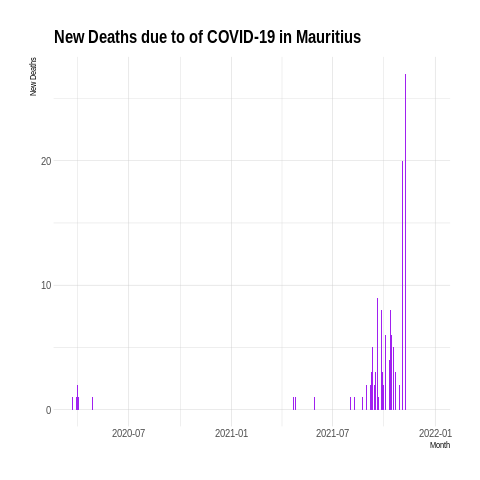 New Deaths due to of COVID-19 in Mauritius
New Deaths
20
10
0
2020-07
2021-01
2021-07
2022-01
Month